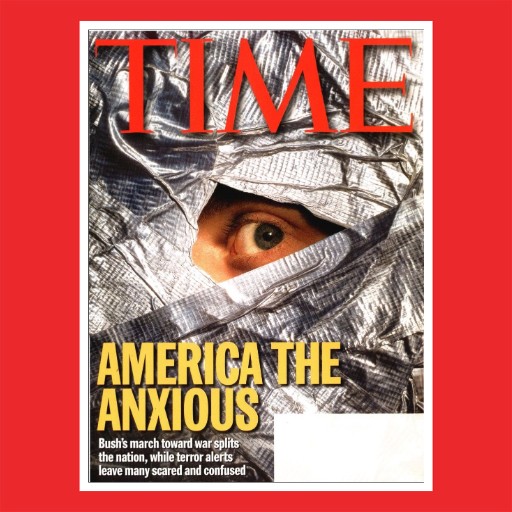 TIME
AMERICA THE
ANXIOUS
Bush's march toward war splits
the nation, while terror alerts
leave many scared and confused